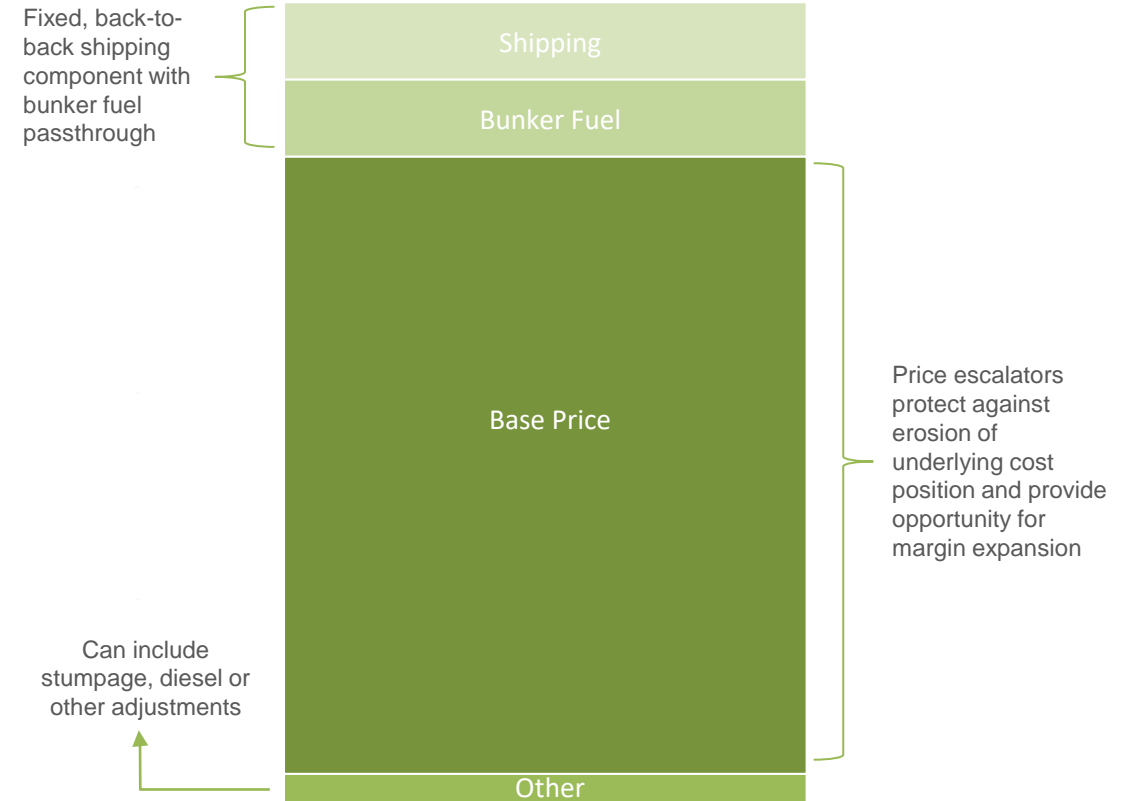 Fixed, back-to-
back shipping
component with
bunker fuel
passthrough
Shipping
Bunker Fuel
Base Price
Price escalators
protect against
erosion of
underlying cost
position and provide
opportunity for
margin expansion
Can include
stumpage, diesel or
other adjustments
Other